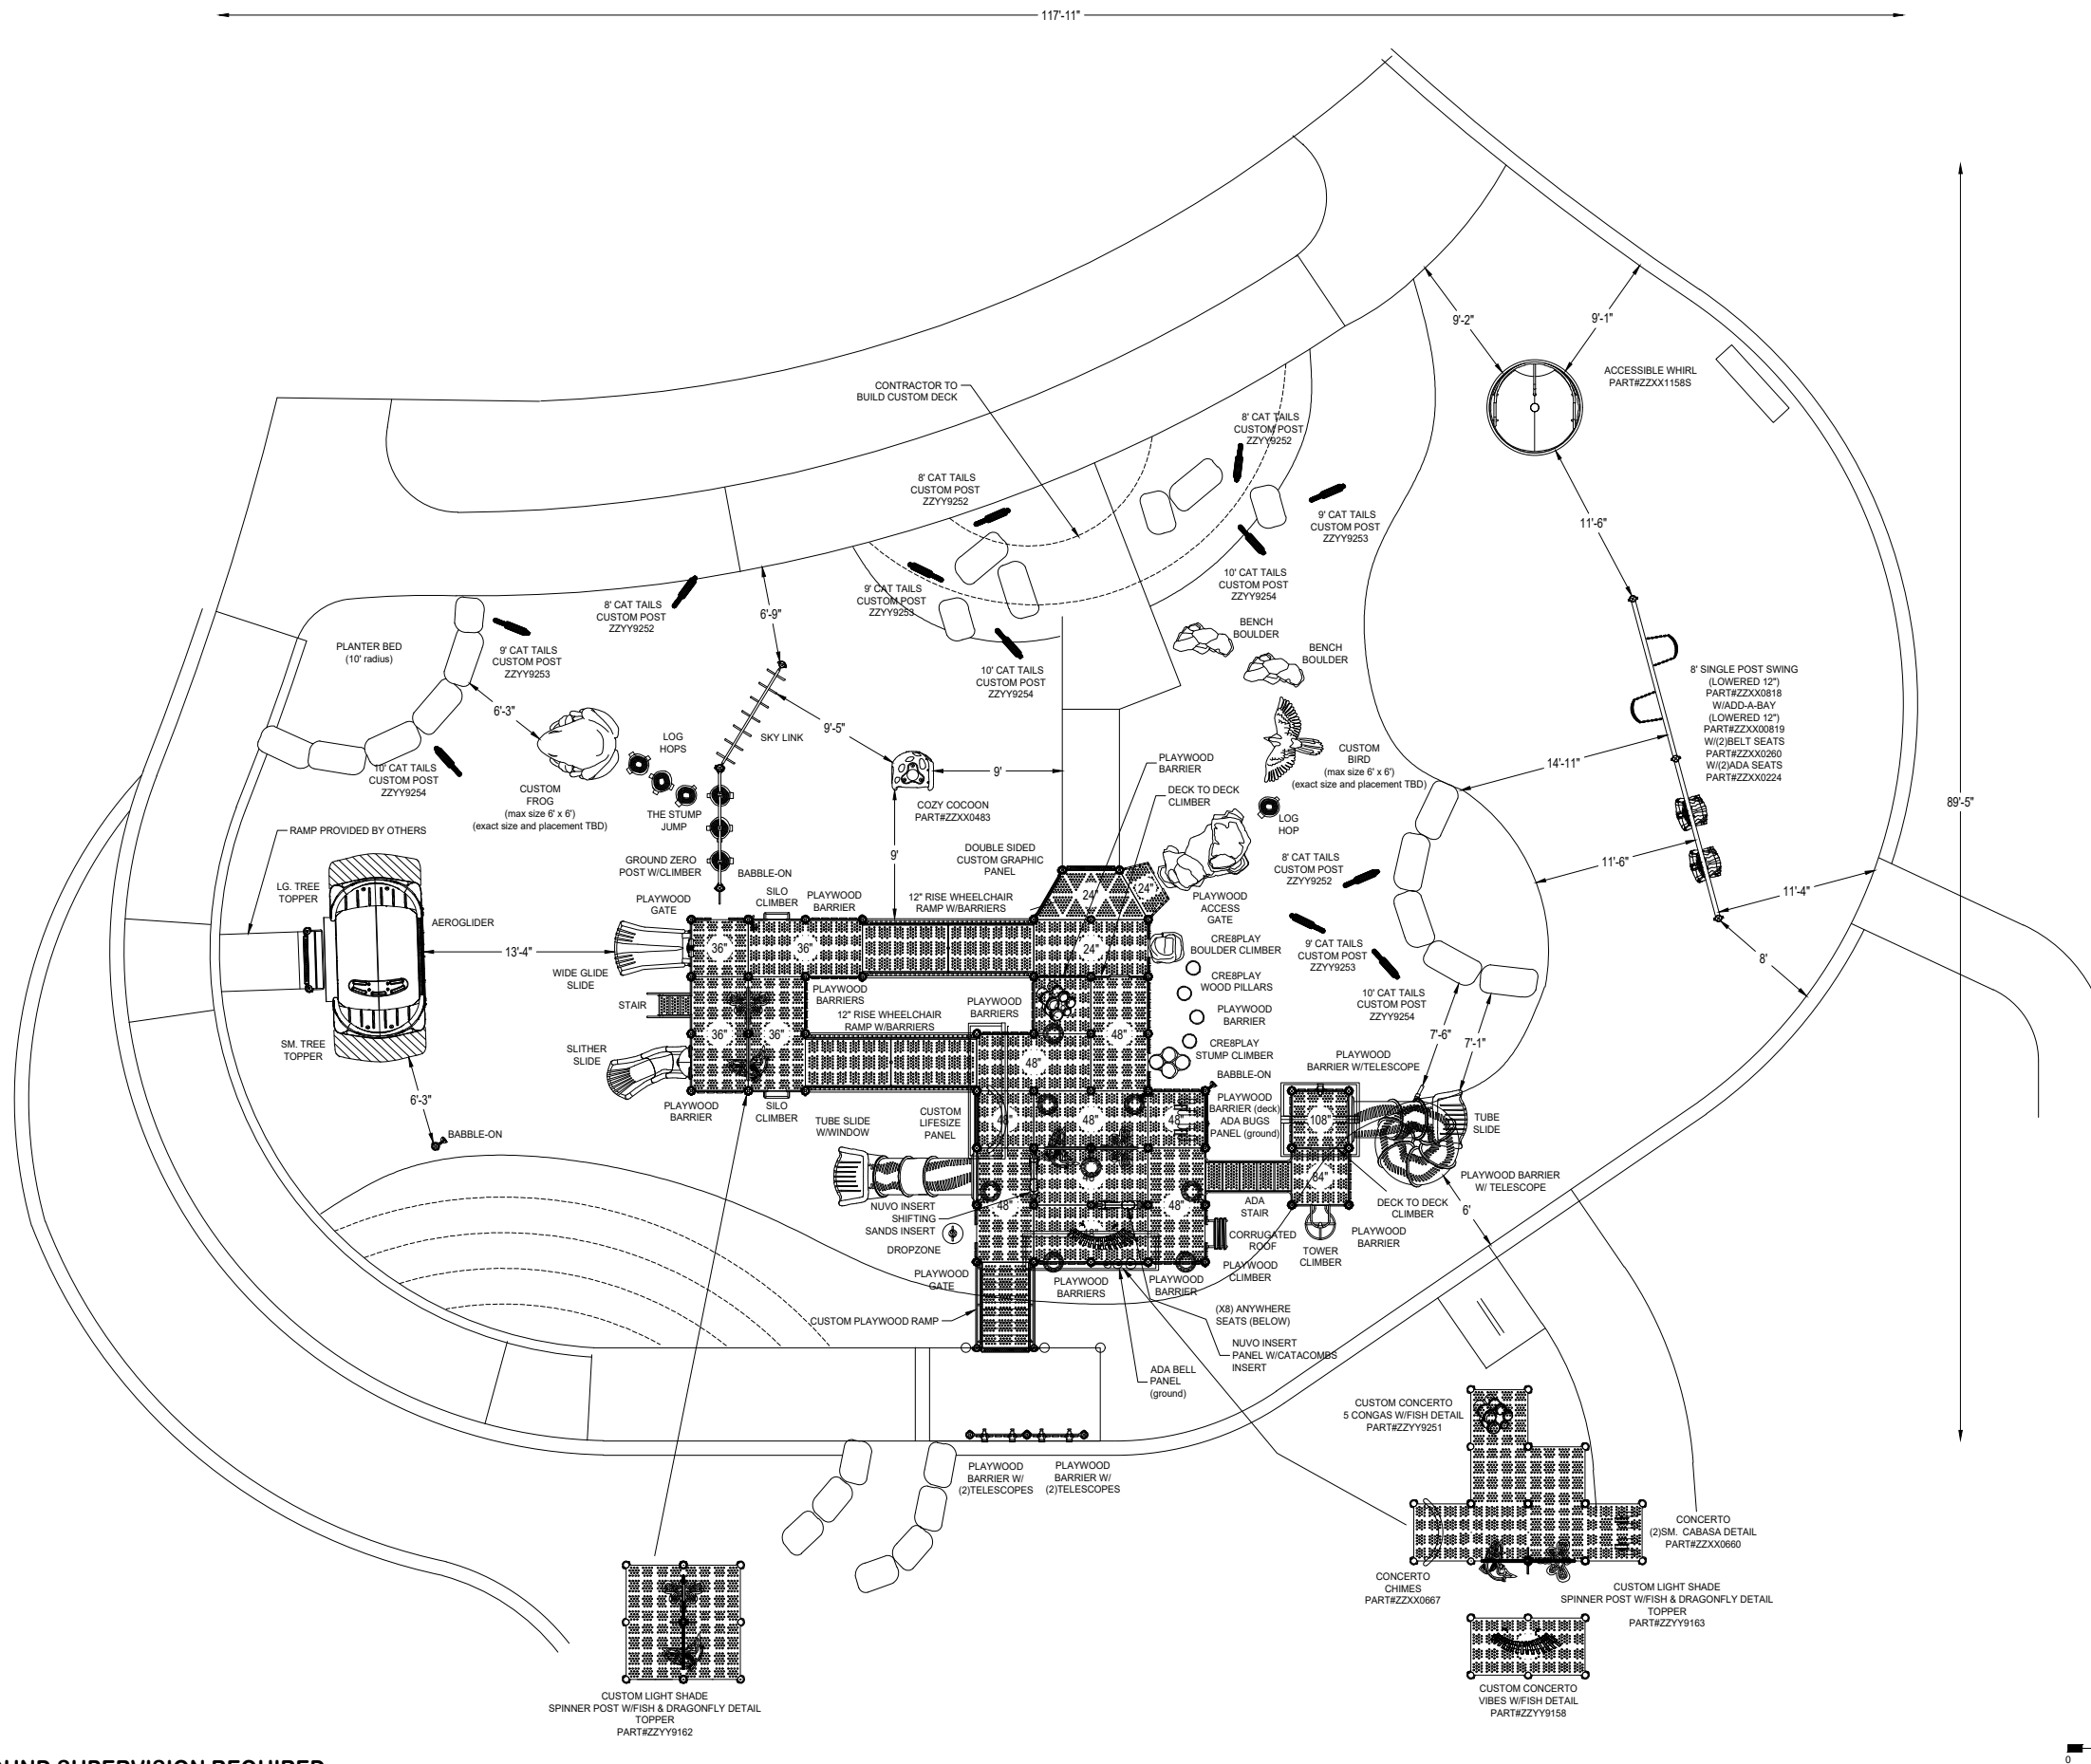 117'-11"
9'-2"
9'-1"
ACCESSIBLE WHIRL
PART#ZZXX1158S
CONTRACTOR TO
BUILD CUSTOM DECK
8' CAT TAILS
CUSTOM POST
ZZYY9252
8' CAT TAILS
CUSTOM POST
ZZYY9252
9' CAT TAILS
CUSTOM POST
ZZYY9253
11'-6"
10' CAT TAILS
CUSTOM POST
ZZYY9254
9' CAT TAILS
CUSTOM POST
ZZYY9253
8' CAT TAILS
CUSTOM POST
ZZYY9252
6'-9"
PLANTER BED
(10' radius)
9' CAT TAILS
CUSTOM POST
ZZYY9253
10' CAT TAILS
CUSTOM POST
ZZYY9254
BENCH
BOULDER
BENCH
BOULDER
8' SINGLE POST SWING
(LOWERED 12")
PART#ZZXX0818
W/ADD-A-BAY
(LOWERED 12")
PART#ZZXX00819
W/(2)BELT SEATS
PART#ZZXX0260
W/(2)ADA SEATS
PART#ZZXX0224
6'-3"
9'-5"
LOG
HOPS
SKY LINK
10' CAT TAILS
CUSTOM POST
ZZYY9254
CUSTOM
FROG
(max size 6' x 6')
(exact size and placement TBD)
9'
PLAYWOOD
BARRIER
CUSTOM
BIRD
(max size 6' x 6')
(exact size and placement TBD)
14'-11"
89'-5"
DECK TO DECK
CLIMBER
COZY COCOON
PART#ZZXX0483
THE STUMP
JUMP
LOG
HOP
RAMP PROVIDED BY OTHERS
9'
DOUBLE SIDED
CUSTOM GRAPHIC
PANEL
8' CAT TAILS
CUSTOM POST
ZZYY9252
11'-6"
11'-4"
GROUND ZERO
POST W/CLIMBER
BABBLE-ON
LG. TREE
TOPPER
SILO
CLIMBER
PLAYWOOD
BARRIER
12" RISE WHEELCHAIR
RAMP W/BARRIERS
24"
24"
PLAYWOOD
ACCESS
GATE
PLAYWOOD
GATE
AEROGLIDER
13'-4"
36"
36"
24"
CRE8PLAY
BOULDER CLIMBER
9' CAT TAILS
CUSTOM POST
ZZYY9253
8'
WIDE GLIDE
SLIDE
CRE8PLAY
WOOD PILLARS
PLAYWOOD
BARRIERS
10' CAT TAILS
CUSTOM POST
ZZYY9254
STAIR
PLAYWOOD
BARRIERS
12" RISE WHEELCHAIR
RAMP W/BARRIERS
PLAYWOOD
BARRIER
36"
36"
48"
7'-6"
7'-1"
SM. TREE
TOPPER
SLITHER
SLIDE
CRE8PLAY
STUMP CLIMBER
48"
PLAYWOOD
BARRIER W/TELESCOPE
BABBLE-ON
6'-3"
PLAYWOOD
BARRIER
SILO
CLIMBER
TUBE SLIDE
W/WINDOW
CUSTOM
LIFESIZE
PANEL
48"
48"
48"
PLAYWOOD
BARRIER (deck)
ADA BUGS
PANEL (ground)
108"
TUBE
SLIDE
BABBLE-ON
48"
84"
PLAYWOOD BARRIER
W/ TELESCOPE
NUVO INSERT
SHIFTING
SANDS INSERT
48"
48"
ADA
STAIR
DECK TO DECK
CLIMBER
6'
DROPZONE
CORRUGATED
ROOF
TOWER
CLIMBER
PLAYWOOD
BARRIER
PLAYWOOD
GATE
PLAYWOOD
BARRIERS
PLAYWOOD
BARRIER
PLAYWOOD
CLIMBER
CUSTOM PLAYWOOD RAMP
(X8) ANYWHERE
SEATS (BELOW)
NUVO INSERT
PANEL W/CATACOMBS
INSERT
ADA BELL
PANEL
(ground)
CUSTOM CONCERTO
5 CONGAS W/FISH DETAIL
PART#ZZYY9251
PLAYWOOD
BARRIER W/
(2)TELESCOPES
PLAYWOOD
BARRIER W/
(2)TELESCOPES
CONCERTO
(2)SM. CABASA DETAIL
PART#ZZXX0660
CONCERTO
CHIMES
PART#ZZXX0667
CUSTOM LIGHT SHADE
SPINNER POST W/FISH & DRAGONFLY DETAIL
TOPPER
PART#ZZYY9163
CUSTOM CONCERTO
VIBES W/FISH DETAIL
PART#ZZYY9158
CUSTOM LIGHT SHADE
SPINNER POST W/FISH & DRAGONFLY DETAIL
TOPPER
PART#ZZYY9162
0